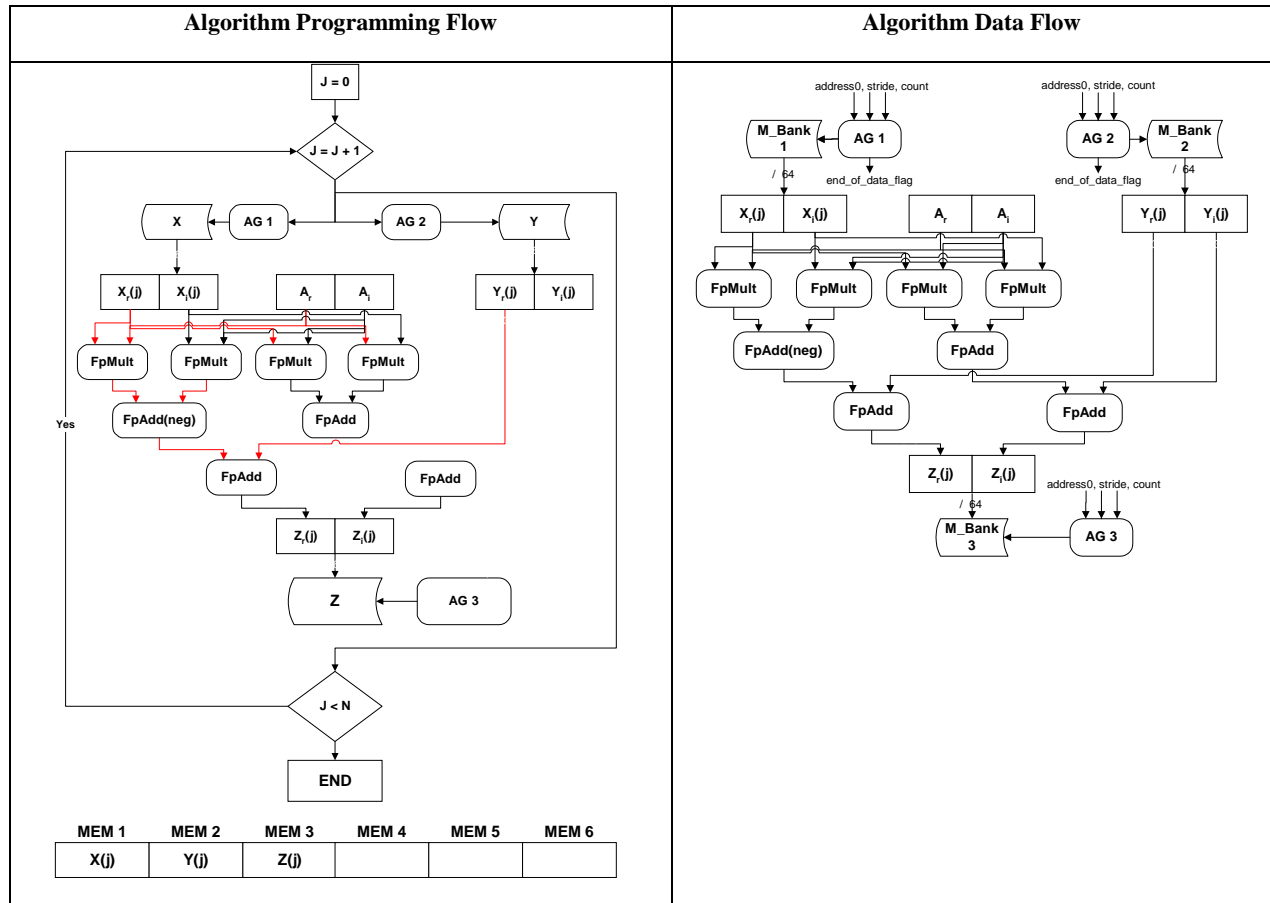 Algorithm Programming Flow
J = 0
J = J + 1
X
AG 1
AG 2
Y
Xr(j)
Xi(j)
Ar
Ai
Yr(j)
Yi(j)
FpMult
FpMult
FpMult
FpMult
FpAdd(neg)
FpAdd
Yes
FpAdd
FpAdd
Zr(j)
Zi(j)
Z
AG 3
J < N
END
MEM 1
MEM 2
MEM 3
MEM 4
MEM 5
MEM 6
X(j)
Y(j)
Z(j)
Algorithm Data Flow
address0, stride, count
address0, stride, count
M_Bank
1
AG 1
AG 2
M_Bank
2
/ 64
end_of_data_flag
end_of_data_flag
/ 64
Xr(j)
Xi(j)
Ar
Ai
Yr(j)
Yi(j)
FpMult
FpMult
FpMult
FpMult
FpAdd(neg)
FpAdd
FpAdd
FpAdd
Zr(j)
Zi(j)
address0, stride, count
/ 64
M_Bank
3
AG 3